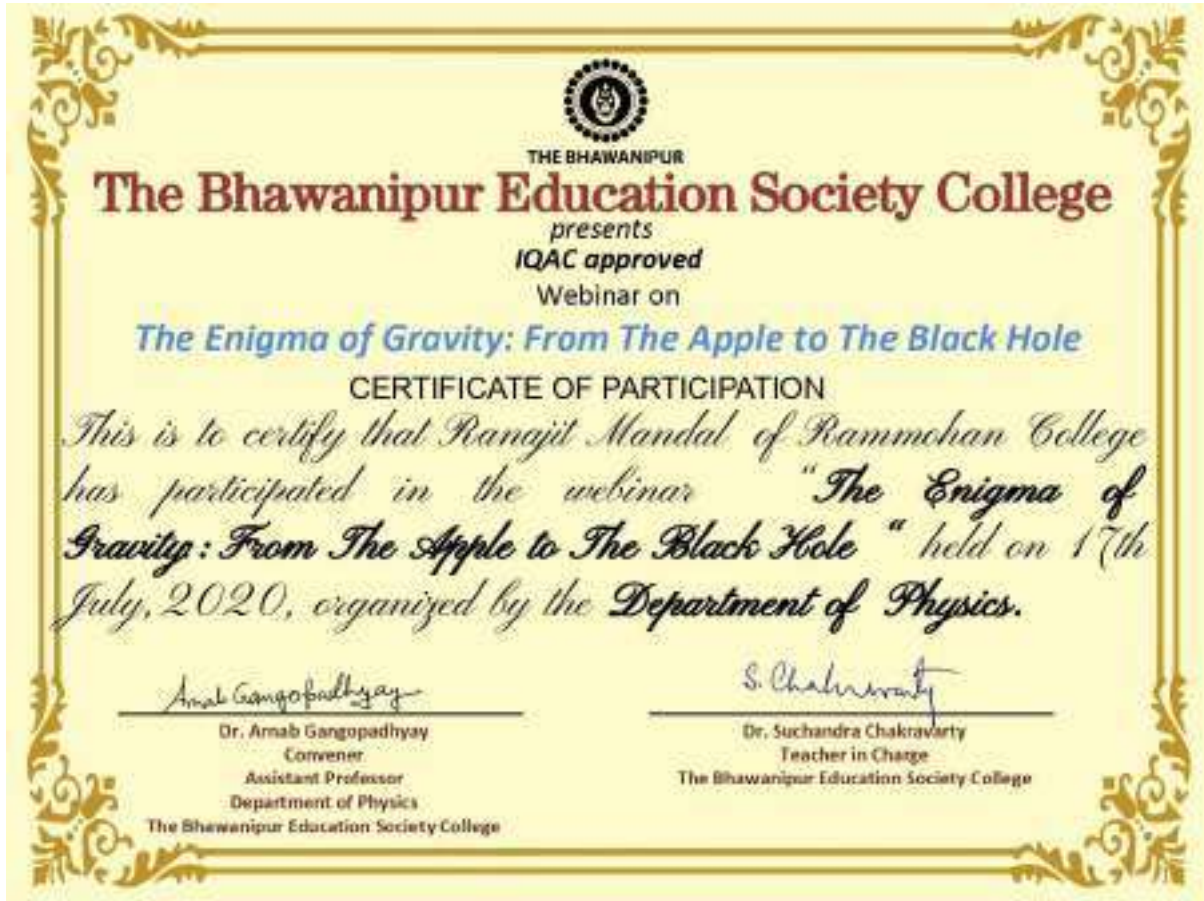 THE BHAWANIPUR
The Bhawanipur Education Society College
presents
IQAC approved
Webinar on
The Enigma of Gravity: From The Apple to The Black Hole
CERTIFICATE OF PARTICIPATION
This is to certify that Ranajit Mandal of Rammohan College
has participated in the webinar "The Enigma of
Gravity: From The Apple to The Black Hole " held on 17th
July, 2020, organized by the Department of Physics.
Arnab Gangopadhyay
S. Chakravarty
Dr. Arnab Gangopadhyay
Convener
Assistant Professor
Department of Physics
The Bhawanipur Education Society College
Dr. Suchandra Chakravarty
Teacher in Charge
The Bhawanipur Education Society College